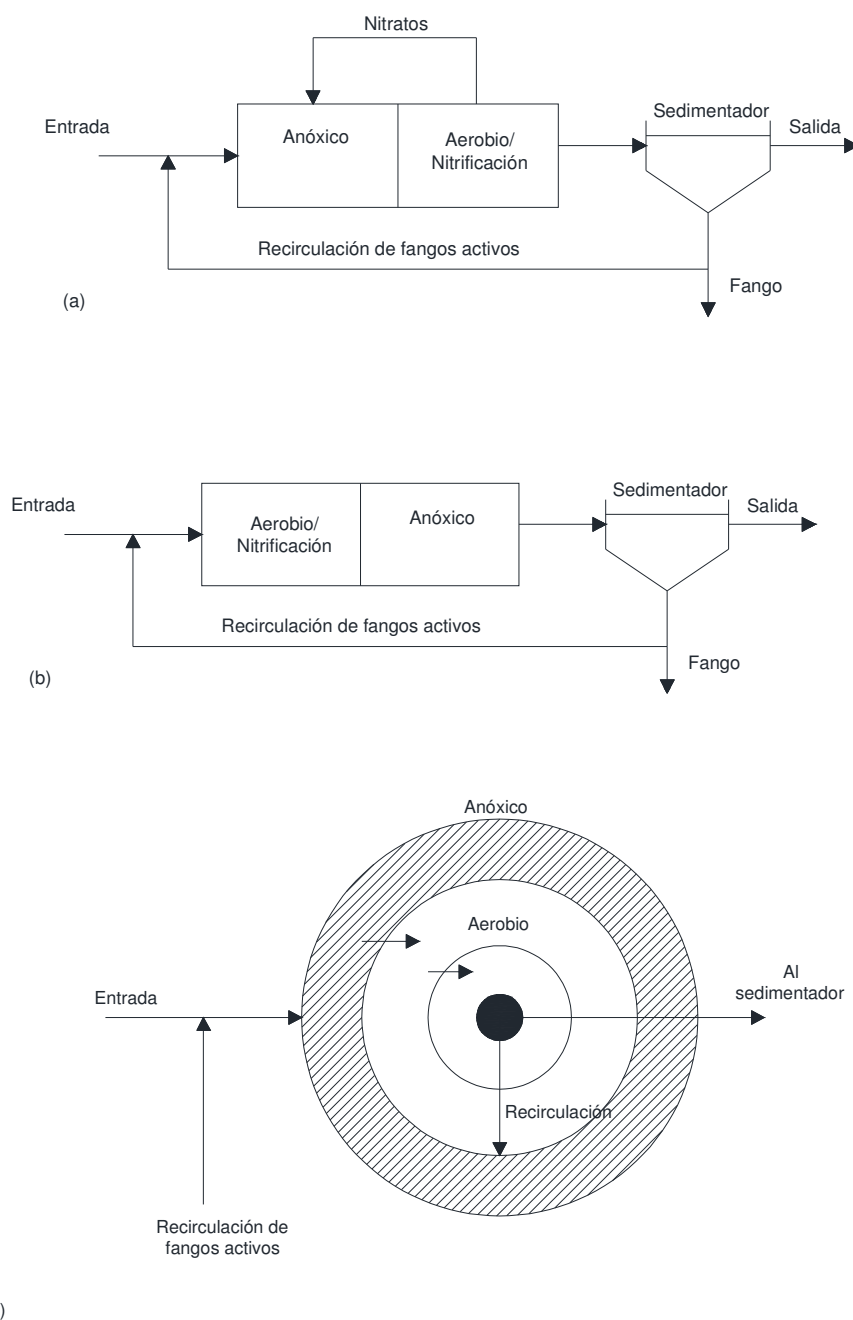 Nitratos
Entrada
Anóxico
Aerobio/
Nitrificación
Sedimentador
Salida
Recirculación de fangos activos
Fango
(a)
Entrada
Aerobio/
Nitrificación
Anóxico
Sedimentador
Salida
Recirculación de fangos activos
Fango
(b)
Anóxico
Aerobio
Entrada
Al
sedimentador
Recirculación
Recirculación de
fangos activos
)